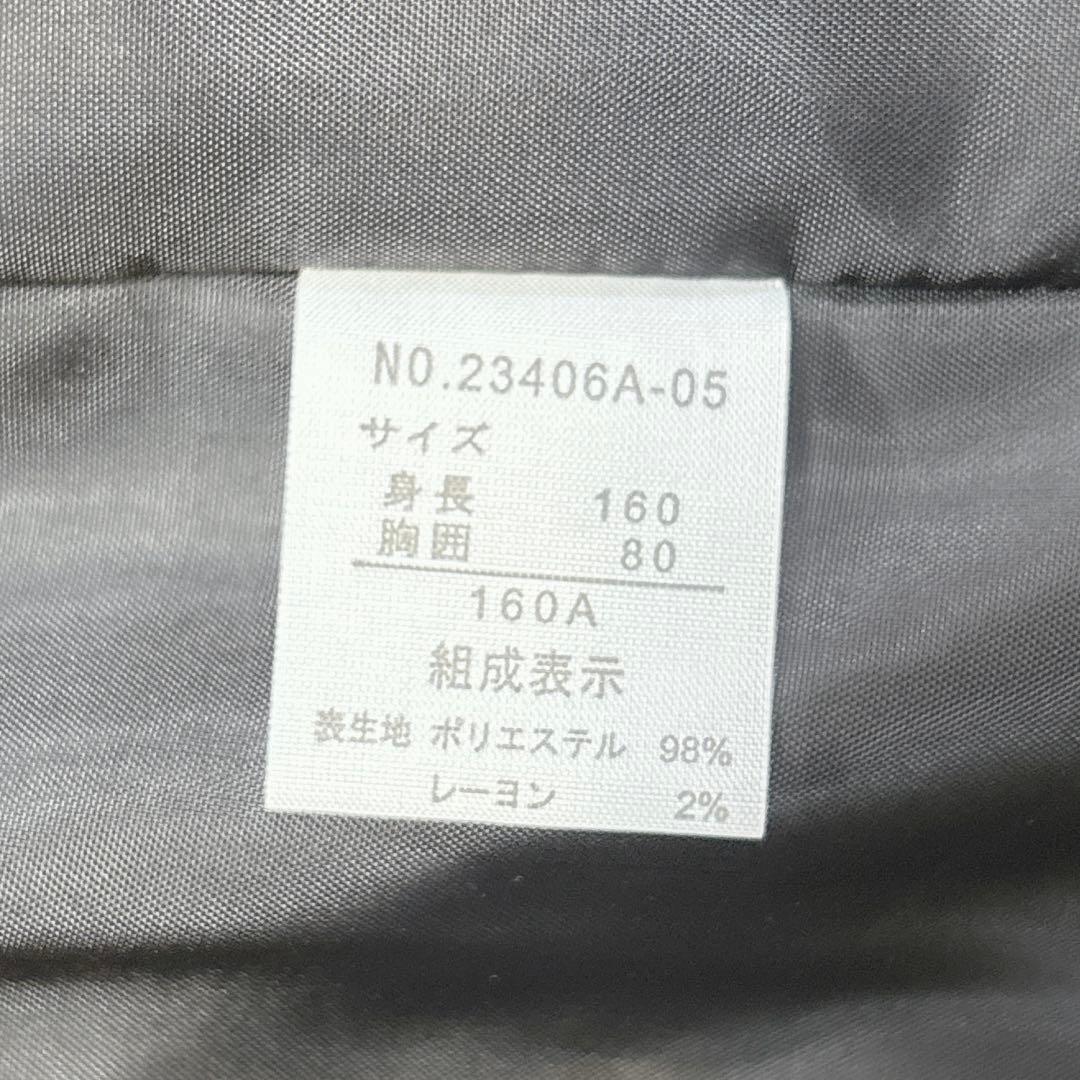 NO.23406A-05
サイズ
身長 160
胸囲 80
160A
組成表示
表生地 ポリエステル 98%
レーヨン 2%